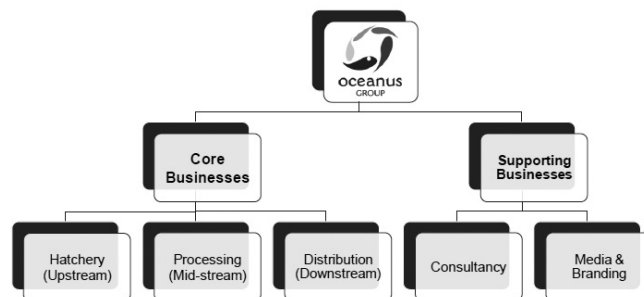 oceanus
GROUP
Core
Businesses
Supporting
Businesses
Hatchery
(Upstream)
Processing
(Mid-stream)
Distribution
(Downstream)
Consultancy
Media &
Branding